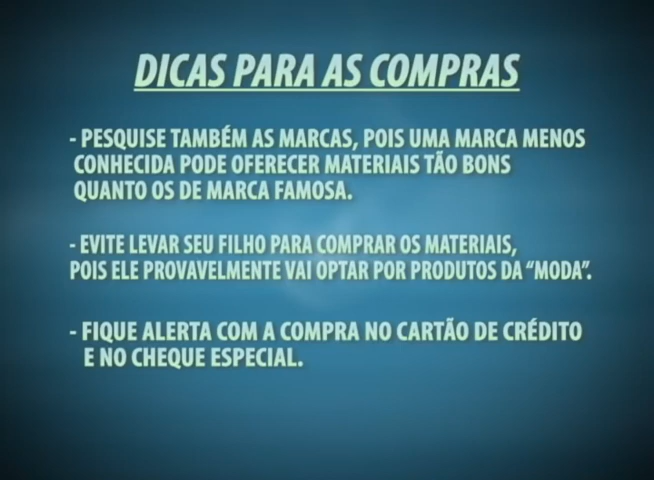 DICAS PARA AS COMPRAS
- PESQUISE TAMBÉM AS MARCAS, POIS UMA MARCA MENOS
CONHECIDA PODE OFERECER MATERIAIS TÃO BONS
QUANTO OS DE MARCA FAMOSA.
- EVITE LEVAR SEU FILHO PARA COMPRAR OS MATERIAIS,
POIS ELE PROVAVELMENTE VAI OPTAR POR PRODUTOS DA “MODA”.
- FIQUE ALERTA COM A COMPRA NO CARTÃO DE CRÉDITO
E NO CHEQUE ESPECIAL.